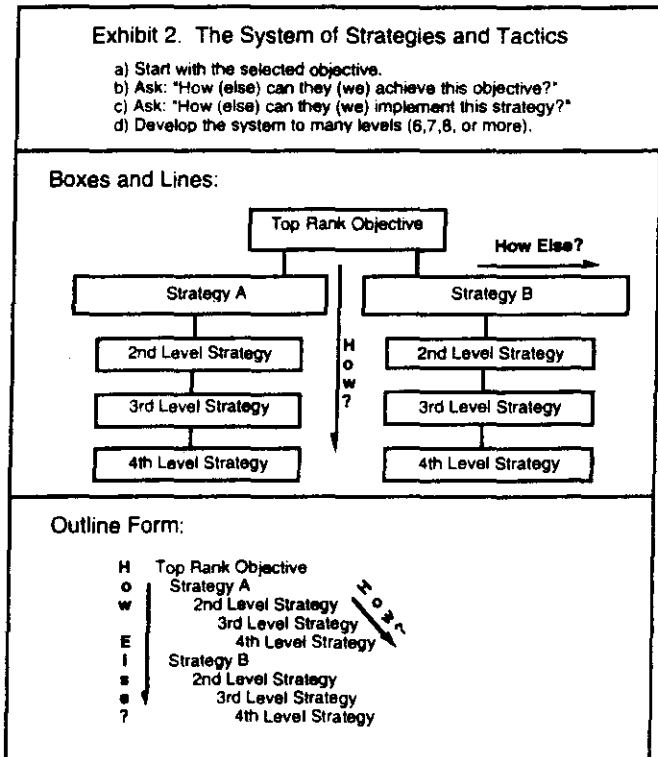 Exhibit 2. The System of Strategies and Tactics
a) Start with the selected objective.
b) Ask: "How (else) can they (we) achieve this objective?"
c) Ask: "How (else) can they (we) implement this strategy?"
d) Develop the system to many levels (6,7,8, or more).
Boxes and Lines:
Top Rank Objective
How Else?
Strategy A
Strategy B
How?
2nd Level Strategy
2nd Level Strategy
3rd Level Strategy
3rd Level Strategy
4th Level Strategy
4th Level Strategy
Outline Form:
How Else?
Top Rank Objective
Strategy A
2nd Level Strategy
3rd Level Strategy
4th Level Strategy
How?
Strategy B
2nd Level Strategy
3rd Level Strategy
4th Level Strategy